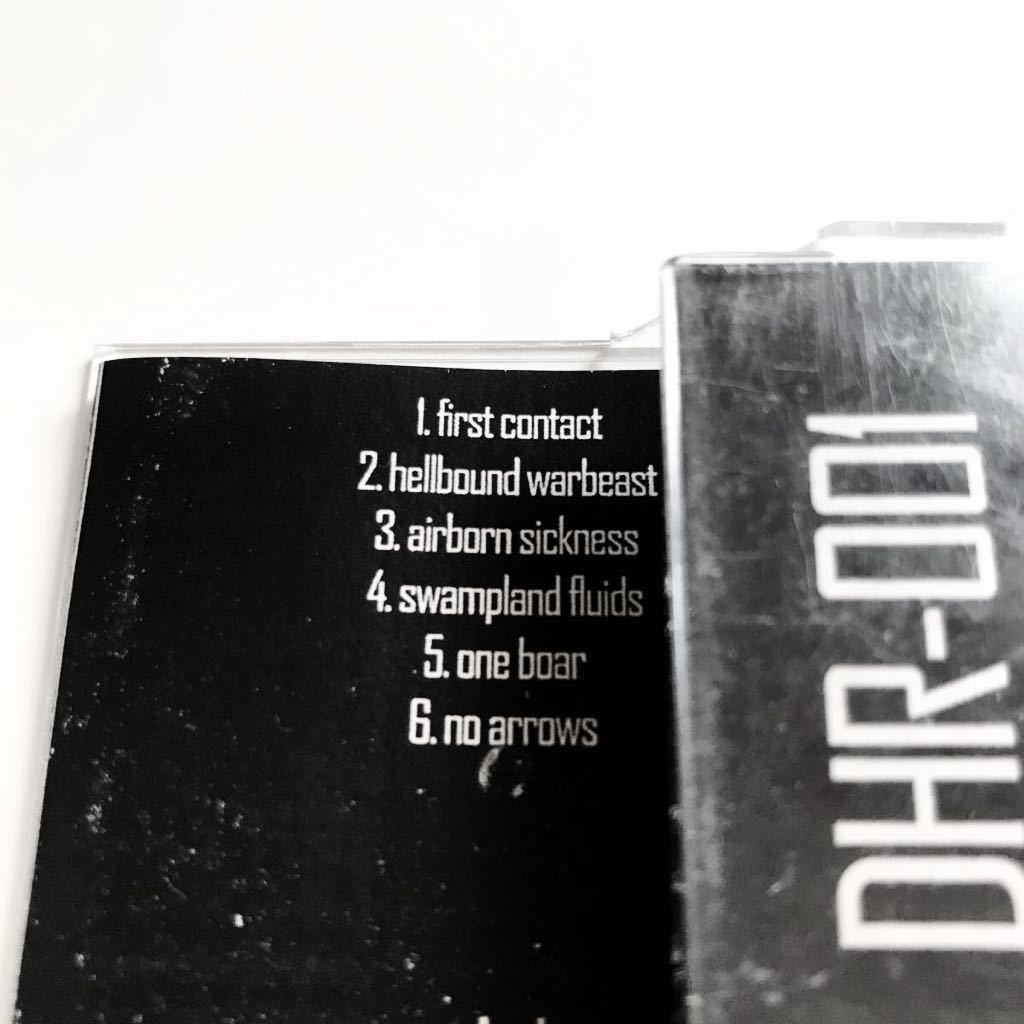 1. first contact
2. hellbound warbeast
3. airborn sickness
4. swampland fluids
5. one boar
6. no arrows
DHR-001